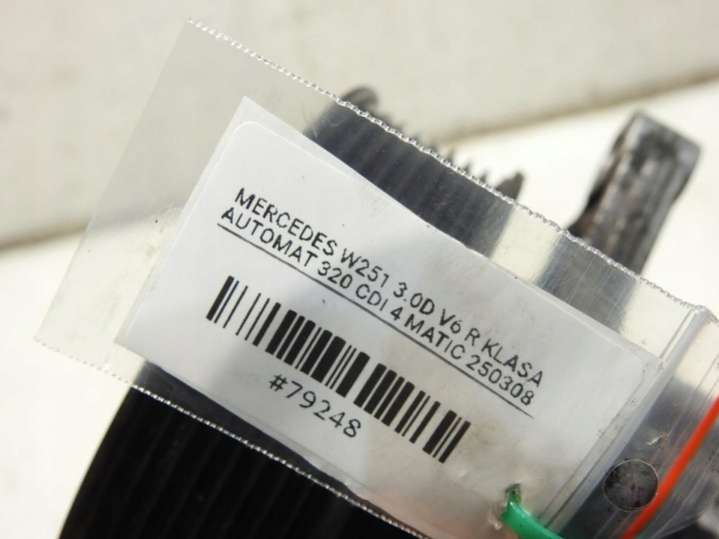 MERCEDES W251 3.0D V6 R KLASA
AUTOMAT 320 CDI 4 MATIC 250308
#79248